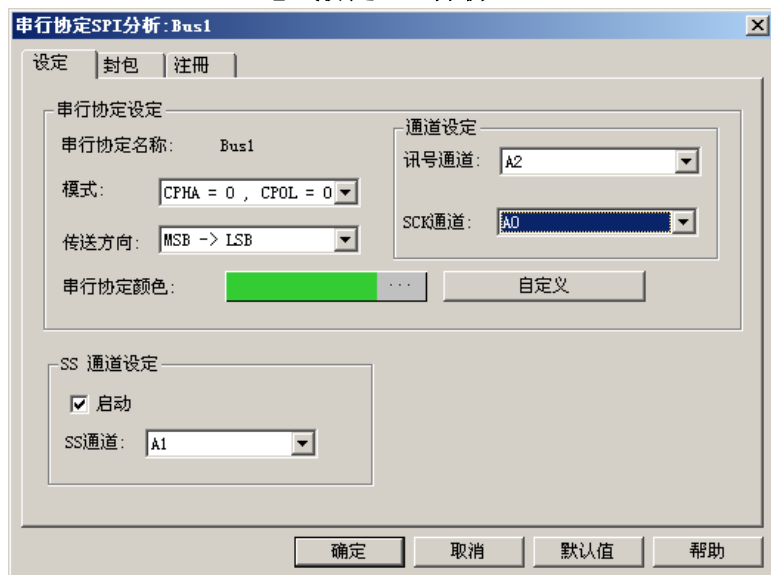 串行协定SPI分析:Bus1
设定 封包 注冊
串行协定设定
串行协定名称: Bus1
模式: CPHA = 0 , CPOL = 0
传送方向: MSB -> LSB
通道设定
讯号通道: A2
SCK通道: A0
串行协定颜色: ... 自定义
SS 通道设定
启动
SS通道: A1
确定 取消 默认值 帮助